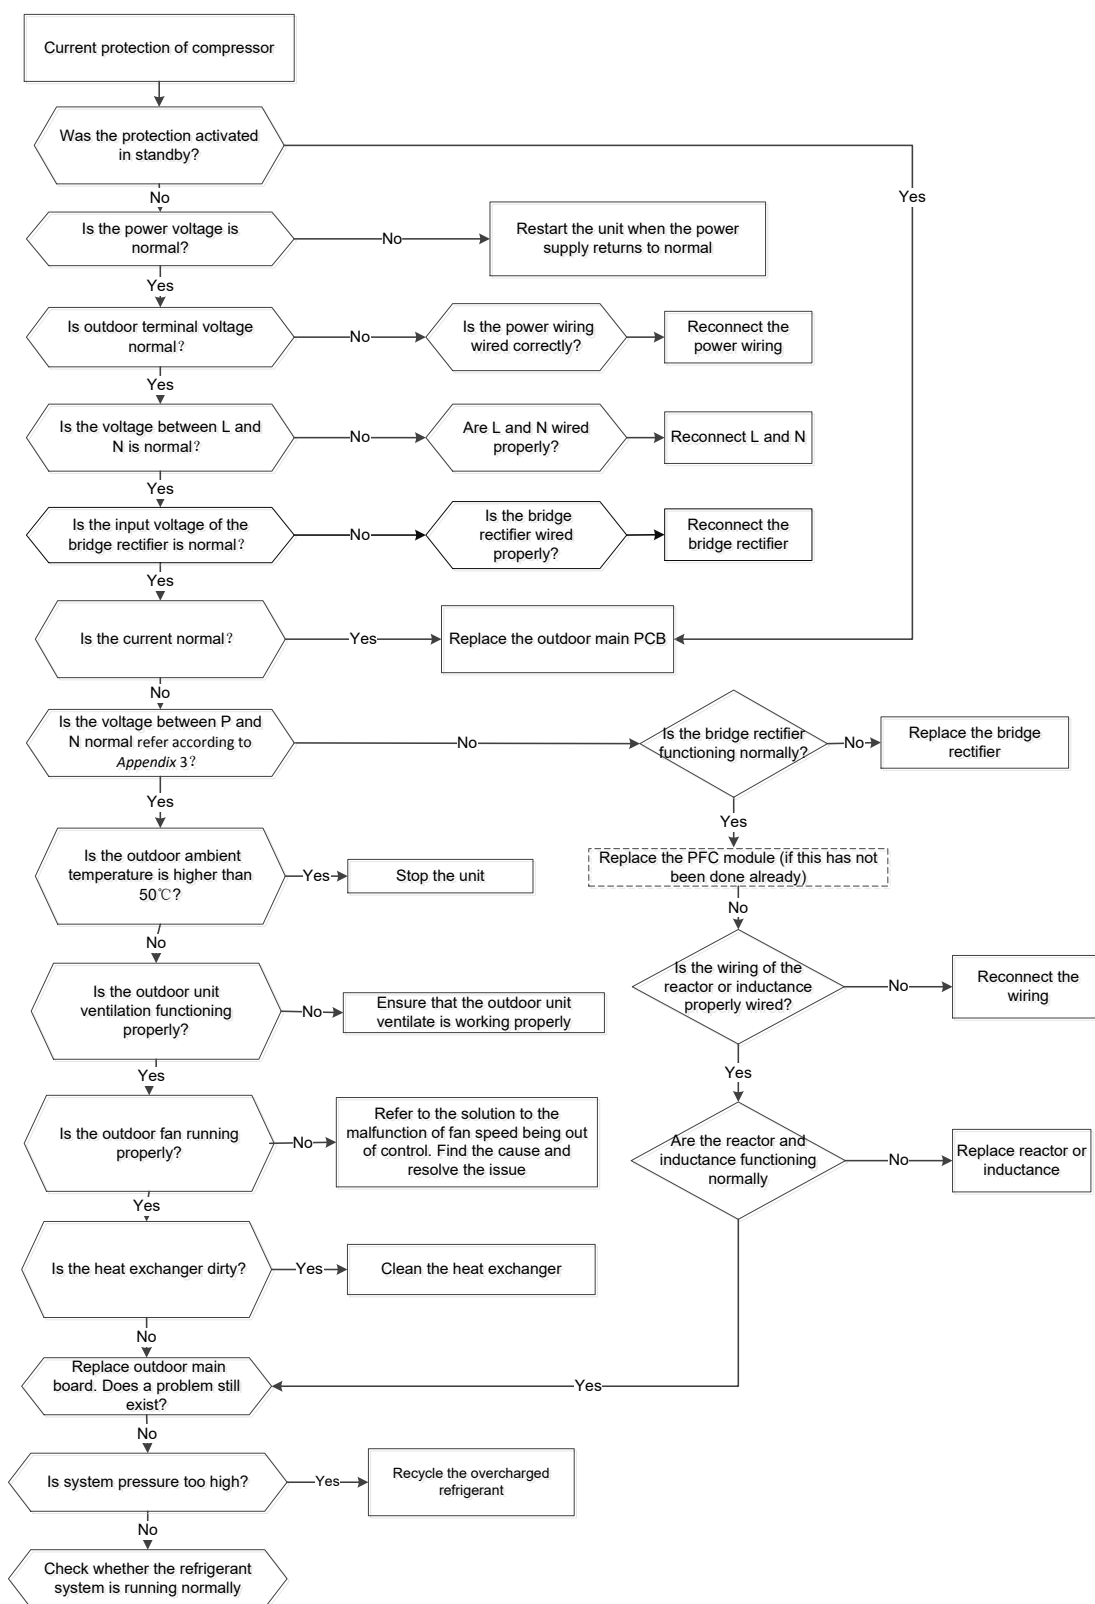 Current protection of compressor
Was the protection activated
in standby?
Yes
No
Is the power voltage is
normal?
No
Restart the unit when the power
supply returns to normal
Yes
Is outdoor terminal voltage
normal?
No
Is the power wiring
wired correctly?
Reconnect the
power wiring
Yes
Is the voltage between L and
N is normal?
No
Are L and N wired
properly?
Reconnect L and N
Yes
Is the input voltage of the
bridge rectifier is normal?
No
Is the bridge
rectifier wired
properly?
Reconnect the
bridge rectifier
Yes
Is the current normal?
Yes
Replace the outdoor main PCB
No
Is the voltage between P and
N normal refer according to
Appendix 3?
No
Is the bridge rectifier
functioning normally?
No
Replace the bridge
rectifier
Yes
Yes
Replace the PFC module (if this has not
been done already)
Is the outdoor ambient
temperature is higher than
50℃?
Yes
Stop the unit
No
No
Is the wiring of the
reactor or inductance
properly wired?
No
Reconnect the
wiring
Is the outdoor unit
ventilation functioning
properly?
No
Ensure that the outdoor unit
ventilate is working properly
Yes
Yes
Is the outdoor fan running
properly?
No
Refer to the solution to the
malfunction of fan speed being out
of control. Find the cause and
resolve the issue
Are the reactor and
inductance functioning
normally
No
Replace reactor or
inductance
Yes
Is the heat exchanger dirty?
Yes
Clean the heat exchanger
No
Replace outdoor main
board. Does a problem still
exist?
Yes
No
Is system pressure too high?
Yes
Recycle the overcharged
refrigerant
No
Check whether the refrigerant
system is running normally